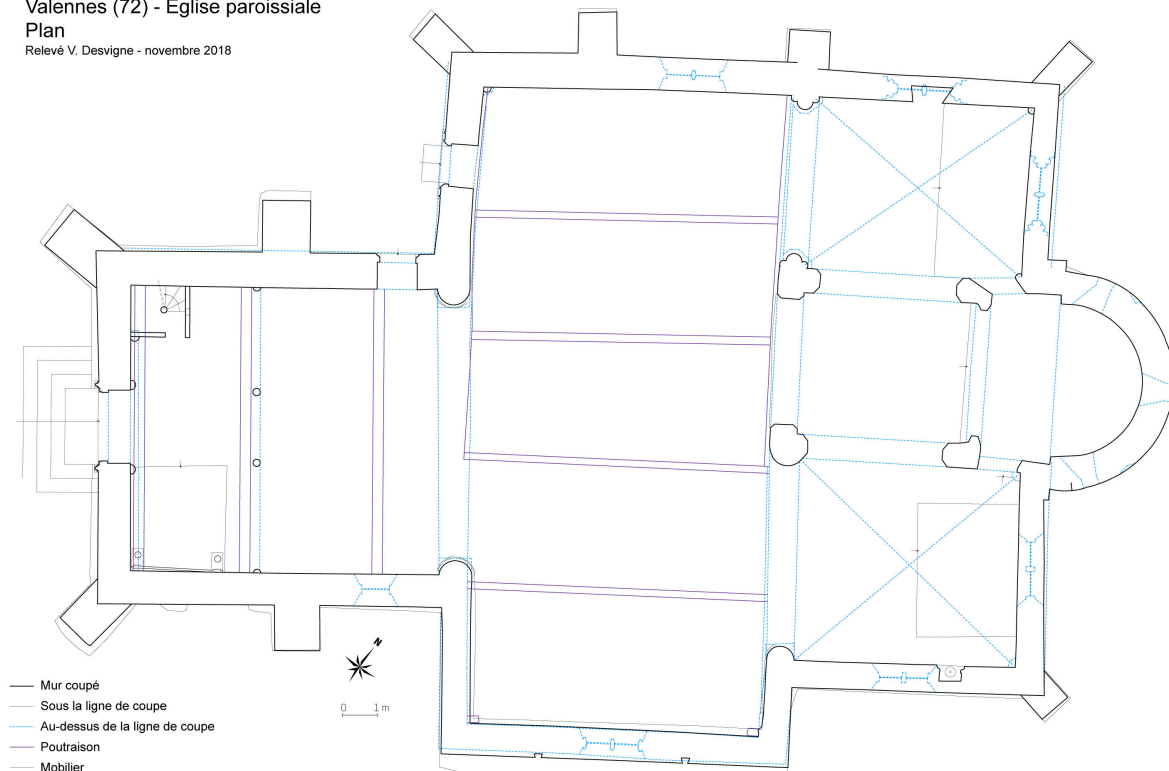 Valennes (72) - Eglise paroissiale
Plan
Relevé V. Desvigne - novembre 2018
N
0 1 m
Mur coupé
Sous la ligne de coupe
Au-dessus de la ligne de coupe
Poutraison
Mobilier